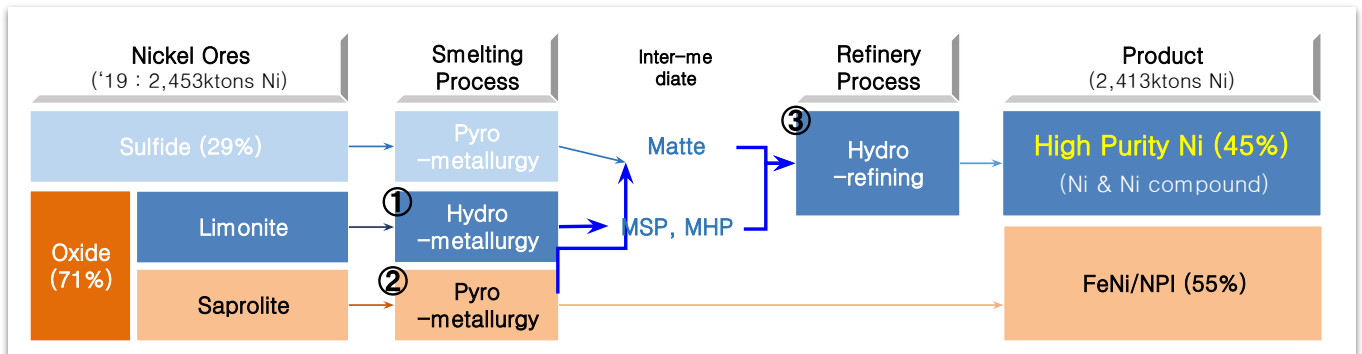 Nickel Ores
(‘19 : 2,453ktons Ni)
Smelting
Process
Inter-me
diate
Refinery
Process
Product
(2,413ktons Ni)
Sulfide (29%)
Pyro
-metallurgy
Matte
③
Hydro
-refining
High Purity Ni (45%)
(Ni & Ni compound)
Oxide
(71%)
Limonite
①
Hydro
-metallurgy
MSP, MHP
Saprolite
②
Pyro
-metallurgy
FeNi/NPI (55%)